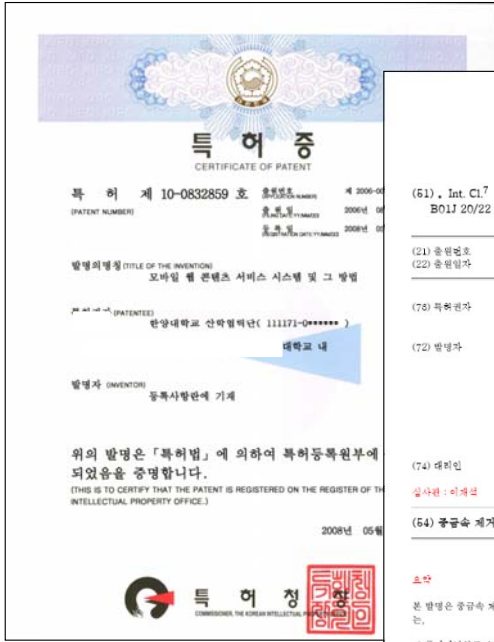 특 허 증
CERTIFICATE OF PATENT
특 허 제 10-0832859 호
(PATENT NUMBER)
출원번호 제 2006-00
(APPLICATION NUMBER)
출원일 2006년
(FILING DATE:YY/MM/DD)
등록일 2008년
(REGISTRATION DATE:YY/MM/DD)
발명의명칭 (TITLE OF THE INVENTION)
모바일 웹 콘텐츠 서비스 시스템 및 그 방법
(PATENTEE)
한양대학교 산학협력단( 111171-0****** )
대학교 내
발명자 (INVENTOR)
등록사항란에 기재
위의 발명은 「특허법」에 의하여 특허등록원부에
되었음을 증명합니다.
(THIS IS TO CERTIFY THAT THE PATENT IS REGISTERED ON THE REGISTER OF TH
INTELLECTUAL PROPERTY OFFICE.)
2008년 05월
특 허 청
COMMISSIONER, THE KOREAN INTELLECTUAL
(51) . Int. Cl.7
B01J 20/22
(21) 출원번호
(22) 출원일자
(73) 특허권자
(72) 발명자
(74) 대리인
심사관 : 이재석
(54) 중금속 제거
요약
본 발명은 중금속 제
는,